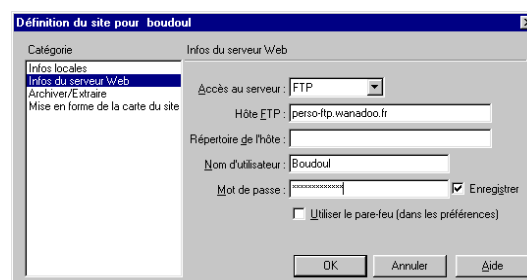 Définition du site pour boudoul
Catégorie
Infos locales
Infos du serveur Web
Archiver/Extraire
Mise en forme de la carte du site
Infos du serveur Web
Accès au serveur : FTP
Hôte FTP : perso-ftp.wanadoo.fr
Répertoire de l'hôte :
Nom d'utilisateur : Boudoul
Mot de passe : ************* Enregistrer
Utiliser le pare-feu (dans les préférences)
OK Annuler Aide